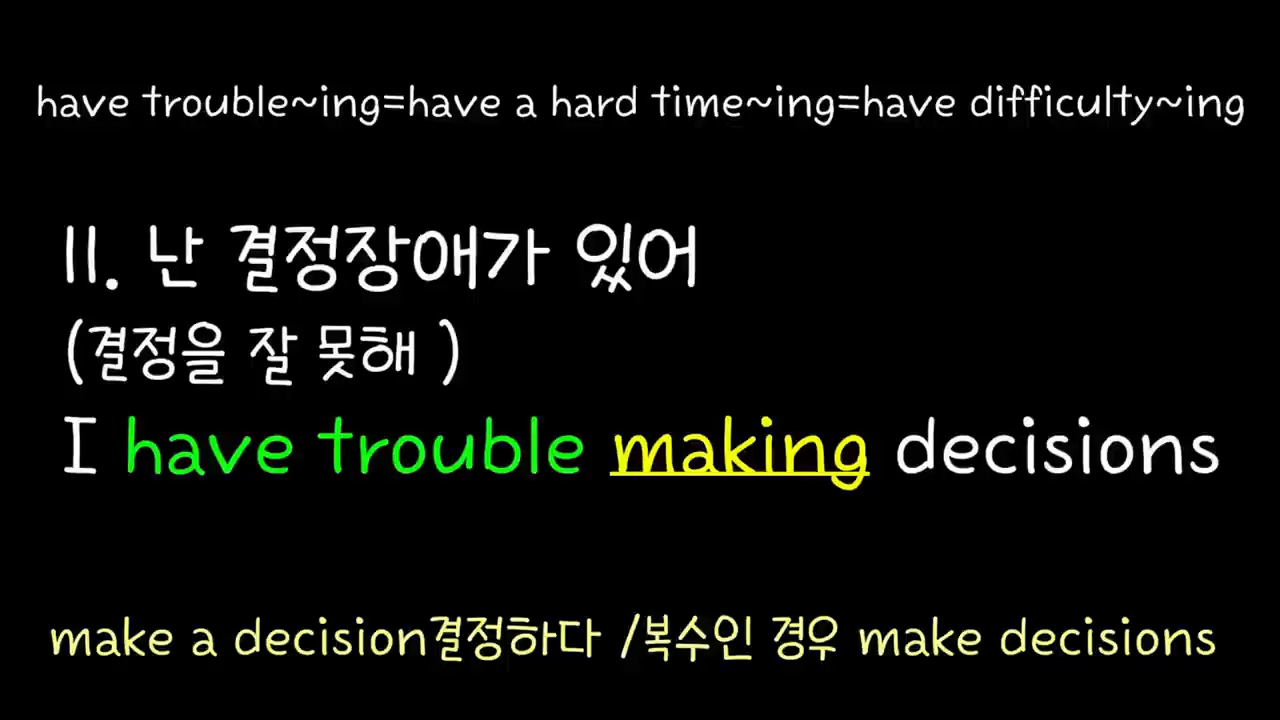 have trouble~ing=have a hard time~ing=have difficulty~ing
11. 난 결정장애가 있어
(결정을 잘 못해 )
I have trouble making decisions
make a decision결정하다 /복수인 경우 make decisions